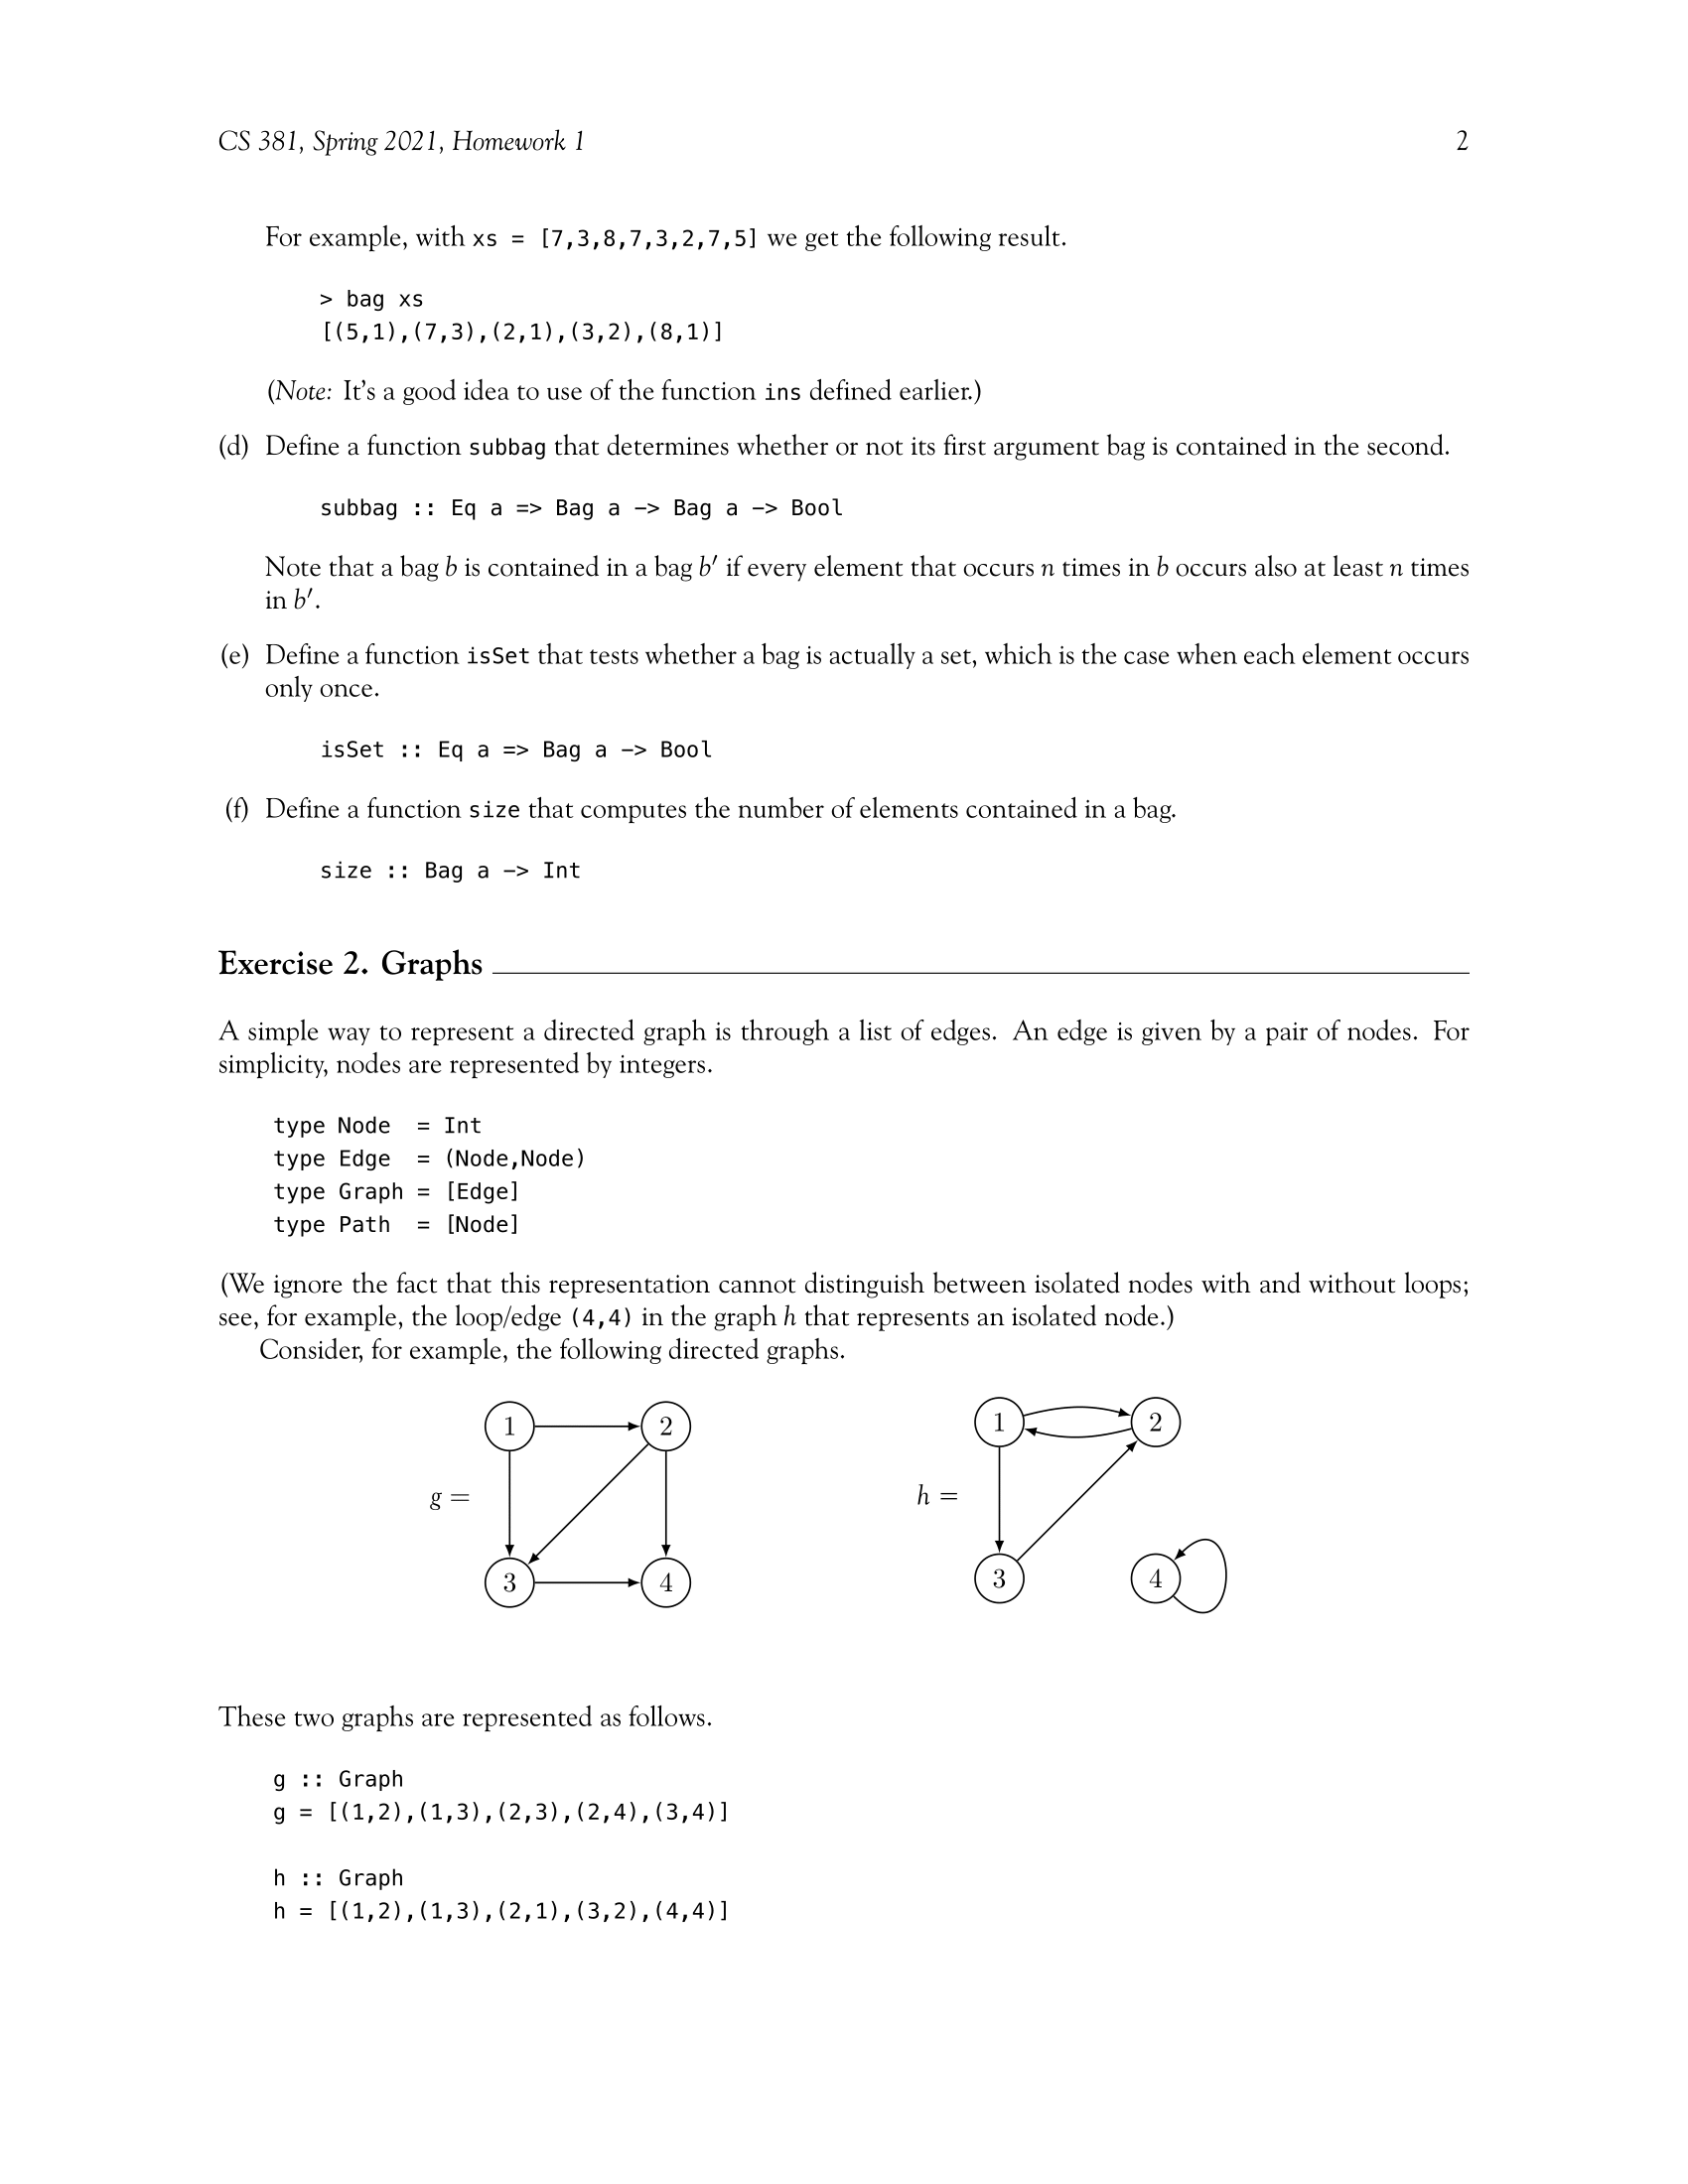 CS 381, Spring 2021, Homework 1 2
For example, with xs = [7,3,8,7,3,2,7,5] we get the following result.
> bag xs
[(5,1),(7,3),(2,1),(3,2),(8,1)]
(Note: It's a good idea to use of the function ins defined earlier.)
(d) Define a function subbag that determines whether or not its first argument bag is contained in the second.
subbag :: Eq a => Bag a -> Bag a -> Bool
Note that a bag b is contained in a bag b′ if every element that occurs n times in b occurs also at least n times
in b′.
(e) Define a function isSet that tests whether a bag is actually a set, which is the case when each element occurs
only once.
isSet :: Eq a => Bag a -> Bool
(f) Define a function size that computes the number of elements contained in a bag.
size :: Bag a -> Int
Exercise 2. Graphs
A simple way to represent a directed graph is through a list of edges. An edge is given by a pair of nodes. For
simplicity, nodes are represented by integers.
type Node  = Int
type Edge  = (Node,Node)
type Graph = [Edge]
type Path  = [Node]
(We ignore the fact that this representation cannot distinguish between isolated nodes with and without loops;
see, for example, the loop/edge (4,4) in the graph h that represents an isolated node.)
Consider, for example, the following directed graphs.
1 2
g =
3 4
1 2
h =
3 4
These two graphs are represented as follows.
g :: Graph
g = [(1,2),(1,3),(2,3),(2,4),(3,4)]
h :: Graph
h = [(1,2),(1,3),(2,1),(3,2),(4,4)]